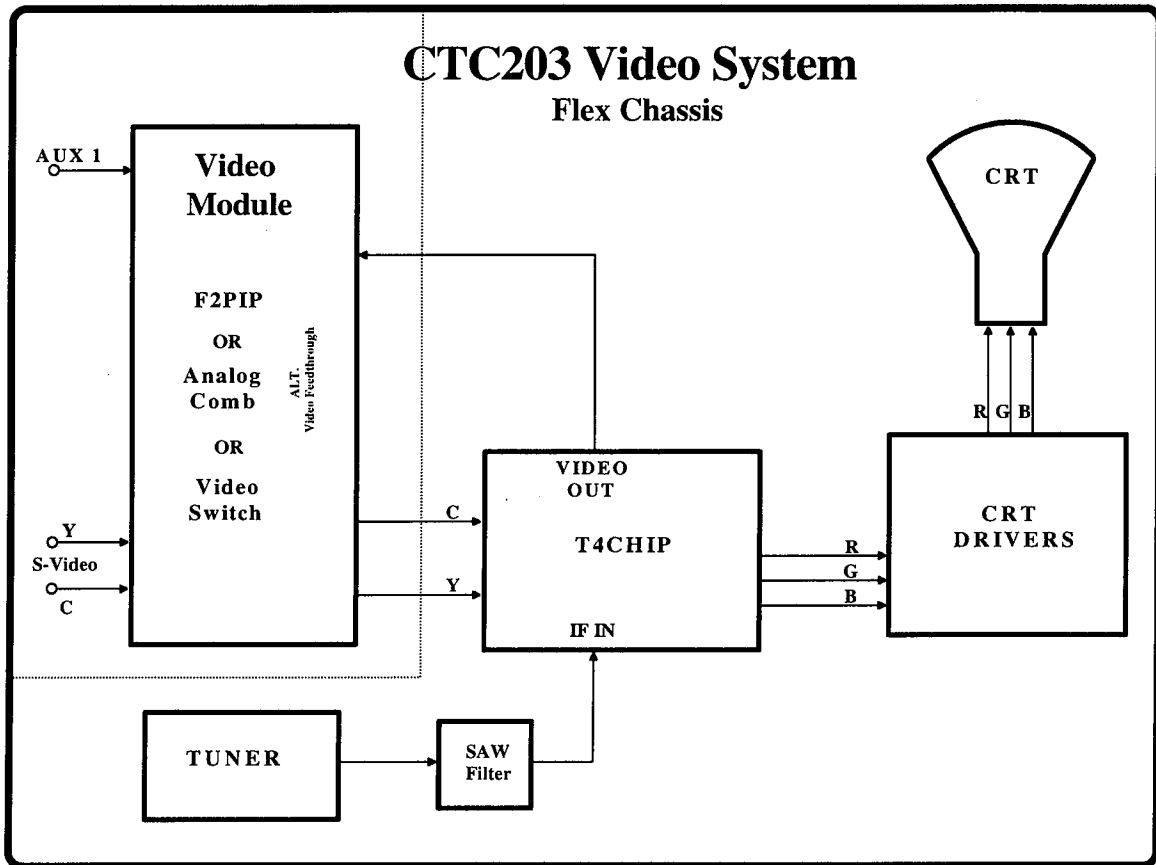 CTC203 Video System
Flex Chassis
AUX 1
Video
Module
F2PIP
OR
Analog
Comb
OR
Video
Switch
ALT.
Video Feedthrough
Y
S-Video
C
C
Y
VIDEO
OUT
T4CHIP
IF IN
R
G
B
CRT
R G B
CRT
DRIVERS
TUNER
SAW
Filter